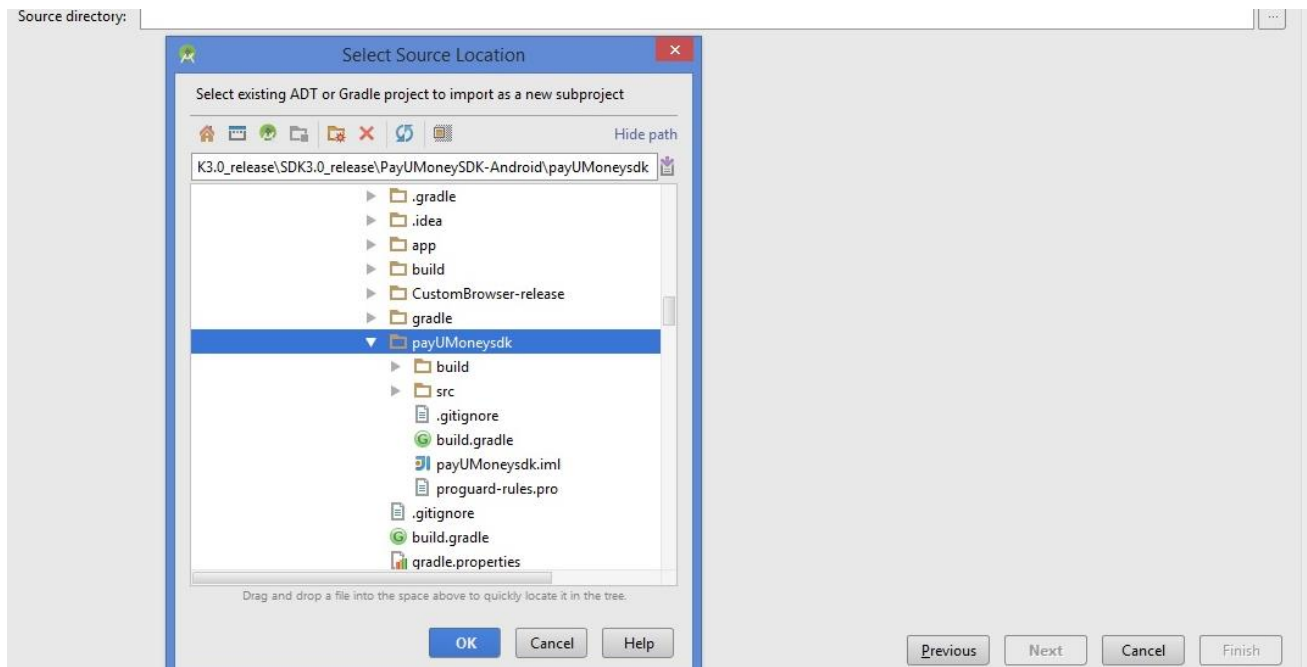 Source directory:
...
Select Source Location
Select existing ADT or Gradle project to import as a new subproject
Hide path
K3.0_release\SDK3.0_release\PayUMoneySDK-Android\payUMoneysdk
.gradle
.idea
app
build
CustomBrowser-release
gradle
payUMoneysdk
build
src
.gitignore
build.gradle
payUMoneysdk.iml
proguard-rules.pro
.gitignore
build.gradle
gradle.properties
Drag and drop a file into the space above to quickly locate it in the tree.
OK Cancel Help
Previous Next Cancel Finish